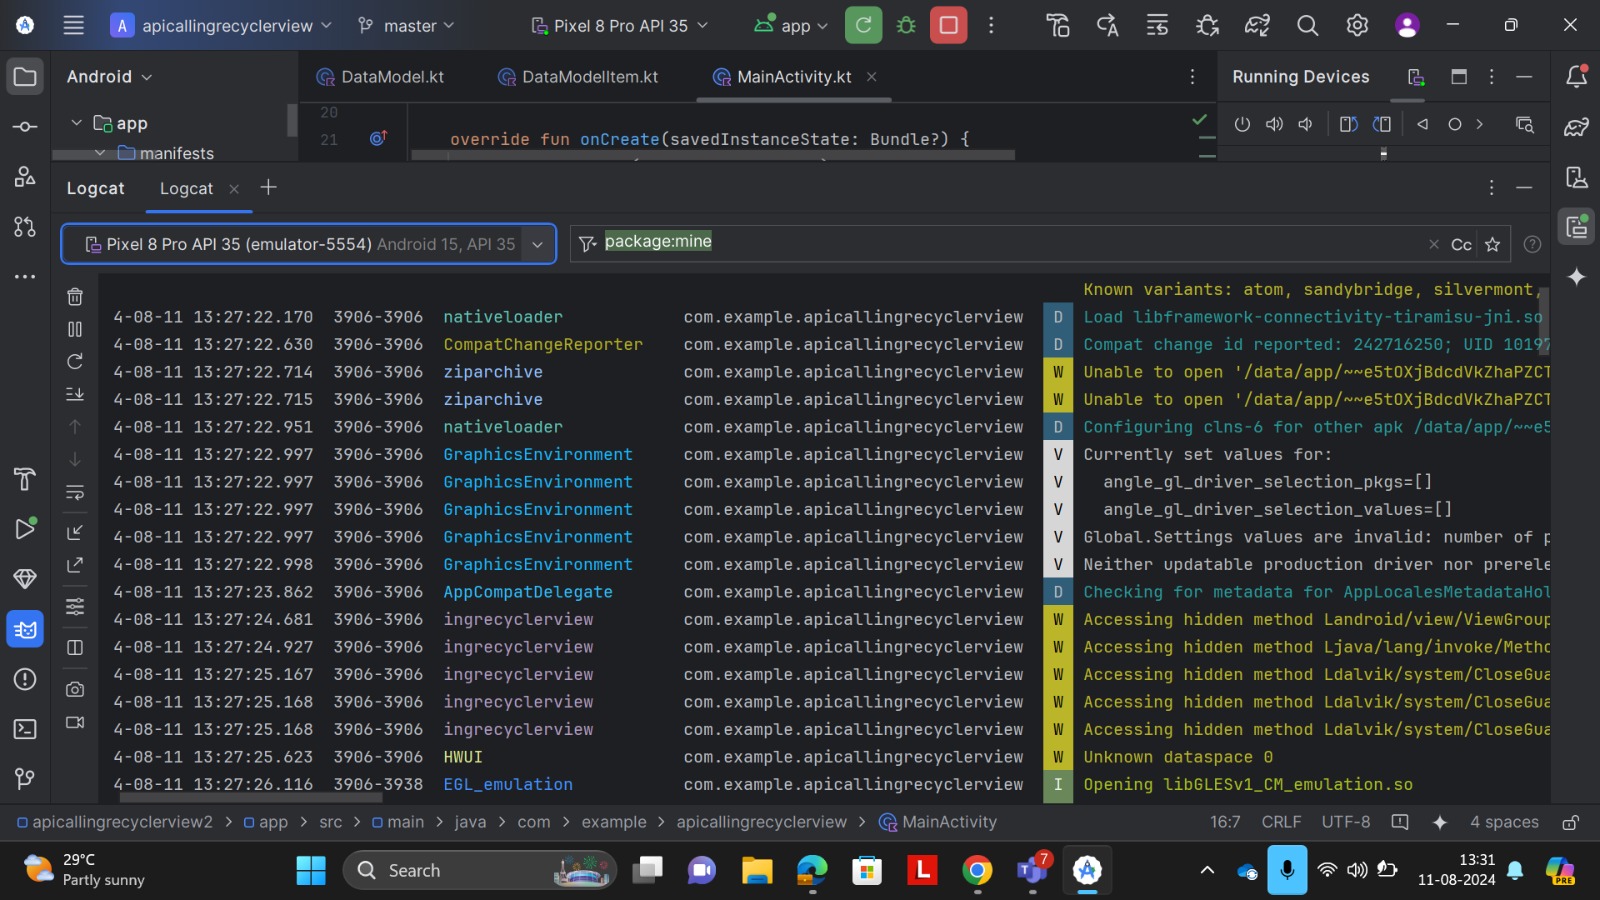 A apicallingrecyclerview master Pixel 8 Pro API 35 app
Android DataModel.kt DataModelItem.kt MainActivity.kt Running Devices
app 20
21 override fun onCreate(savedInstanceState: Bundle?) {
manifests
Logcat Logcat
Pixel 8 Pro API 35 (emulator-5554) Android 15, API 35 package:mine Cc
Known variants: atom, sandybridge, silvermont,
4-08-11 13:27:22.170 3906-3906 nativeloader com.example.apicallingrecyclerview D Load libframework-connectivity-tiramisu-jni.so
4-08-11 13:27:22.630 3906-3906 CompatChangeReporter com.example.apicallingrecyclerview D Compat change id reported: 242716250; UID 10197
4-08-11 13:27:22.714 3906-3906 ziparchive com.example.apicallingrecyclerview W Unable to open '/data/app/~~e5tOXjBdcdVkZhaPZCT
4-08-11 13:27:22.715 3906-3906 ziparchive com.example.apicallingrecyclerview W Unable to open '/data/app/~~e5tOXjBdcdVkZhaPZCT
4-08-11 13:27:22.951 3906-3906 nativeloader com.example.apicallingrecyclerview D Configuring clns-6 for other apk /data/app/~~e5
4-08-11 13:27:22.997 3906-3906 GraphicsEnvironment com.example.apicallingrecyclerview V Currently set values for:
4-08-11 13:27:22.997 3906-3906 GraphicsEnvironment com.example.apicallingrecyclerview V angle_gl_driver_selection_pkgs=[]
4-08-11 13:27:22.997 3906-3906 GraphicsEnvironment com.example.apicallingrecyclerview V angle_gl_driver_selection_values=[]
4-08-11 13:27:22.997 3906-3906 GraphicsEnvironment com.example.apicallingrecyclerview V Global.Settings values are invalid: number of p
4-08-11 13:27:22.998 3906-3906 GraphicsEnvironment com.example.apicallingrecyclerview V Neither updatable production driver nor prerele
4-08-11 13:27:23.862 3906-3906 AppCompatDelegate com.example.apicallingrecyclerview D Checking for metadata for AppLocalesMetadataHol
4-08-11 13:27:24.681 3906-3906 ingrecyclerview com.example.apicallingrecyclerview W Accessing hidden method Landroid/view/ViewGroup
4-08-11 13:27:24.927 3906-3906 ingrecyclerview com.example.apicallingrecyclerview W Accessing hidden method Ljava/lang/invoke/Metho
4-08-11 13:27:25.167 3906-3906 ingrecyclerview com.example.apicallingrecyclerview W Accessing hidden method Ldalvik/system/CloseGua
4-08-11 13:27:25.168 3906-3906 ingrecyclerview com.example.apicallingrecyclerview W Accessing hidden method Ldalvik/system/CloseGua
4-08-11 13:27:25.168 3906-3906 ingrecyclerview com.example.apicallingrecyclerview W Accessing hidden method Ldalvik/system/CloseGua
4-08-11 13:27:25.623 3906-3906 HWUI com.example.apicallingrecyclerview W Unknown dataspace 0
4-08-11 13:27:26.116 3906-3938 EGL_emulation com.example.apicallingrecyclerview I Opening libGLESv1_CM_emulation.so
apicallingrecyclerview2 > app > src > main > java > com > example > apicallingrecyclerview > MainActivity 16:7 CRLF UTF-8 4 spaces
29°C
Partly sunny
Search
L
7
13:31
11-08-2024
PRE